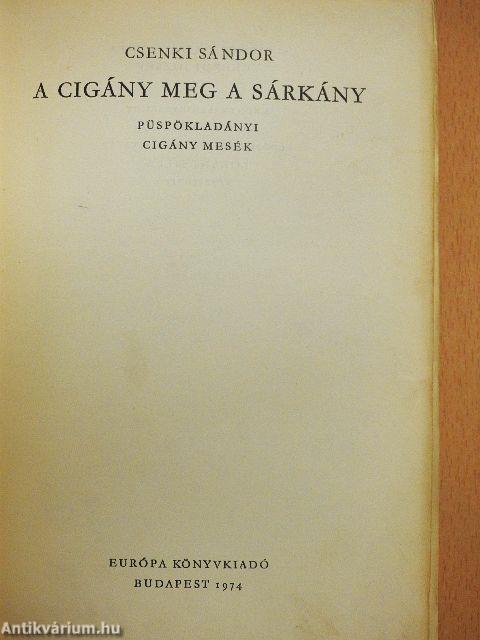 CSENKI SÁNDOR
A CIGÁNY MEG A SÁRKÁNY
PÜSPÖKLADÁNYI
CIGÁNY MESÉK
EURÓPA KÖNYVKIADÓ
BUDAPEST 1974
Antikvárium.hu